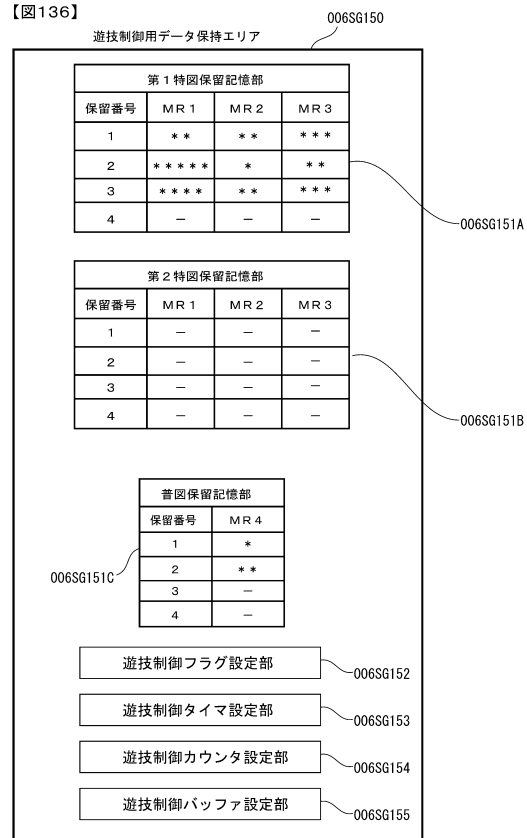 【図136】
006SG150
遊技制御用データ保持エリア
第1特図保留記憶部
保留番号 MR1 MR2 MR3
1 ** ** ***
2 ***** * **
3 **** ** ***
4 － － －
006SG151A
第2特図保留記憶部
保留番号 MR1 MR2 MR3
1 － － －
2 － － －
3 － － －
4 － － －
006SG151B
普図保留記憶部
保留番号 MR4
1 *
2 **
3 －
4 －
006SG151C
遊技制御フラグ設定部
006SG152
遊技制御タイマ設定部
006SG153
遊技制御カウンタ設定部
006SG154
遊技制御バッファ設定部
006SG155